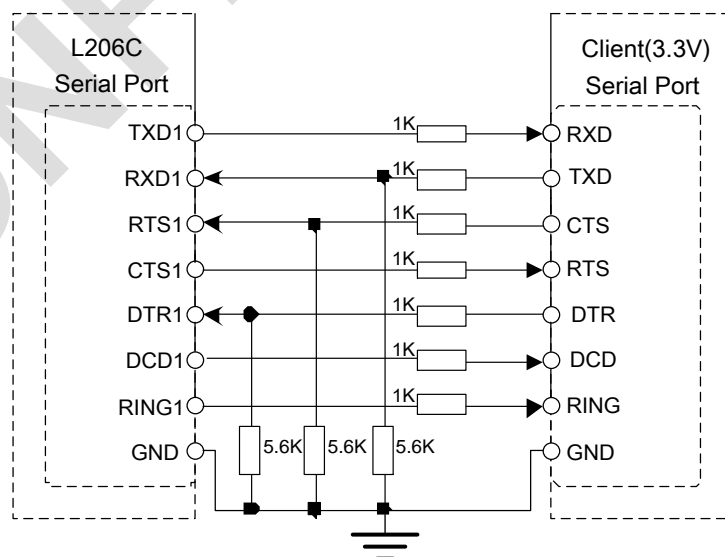 L206C
Serial Port
Client(3.3V)
Serial Port
TXD1 1K RXD
RXD1 1K TXD
RTS1 1K CTS
CTS1 1K RTS
DTR1 1K DTR
DCD1 1K DCD
RING1 1K RING
GND 5.6K 5.6K 5.6K GND